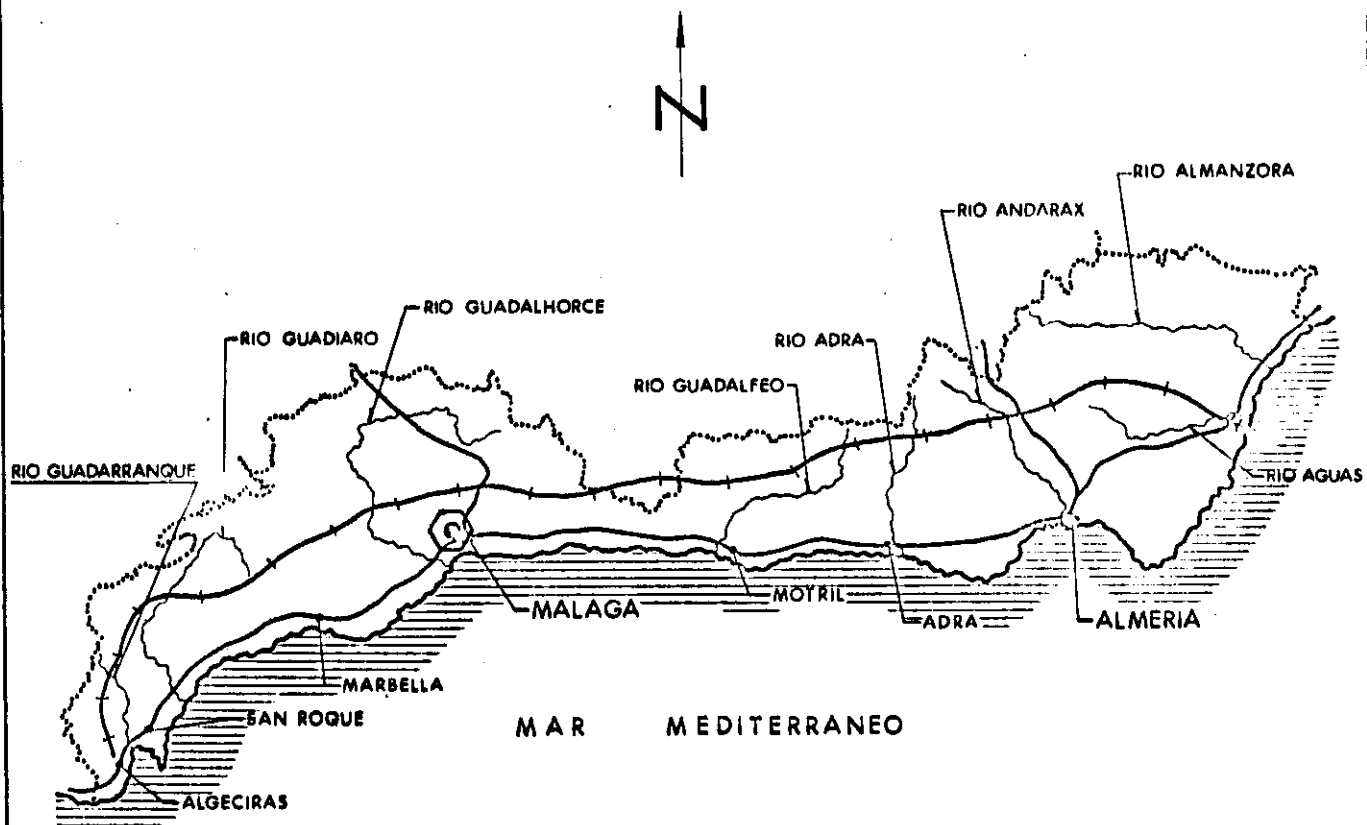 N
RIO ALMANZORA
RIO ANDARAX
RIO GUADALHORCE
RIO GUADIARO
RIO ADRA
RIO GUADALFEO
RIO GUADARRANQUE
RIO AGUAS
MOTRIL
MALAGA
ADRA
ALMERIA
MARBELLA
SAN ROQUE
MAR MEDITERRANEO
ALGECIRAS